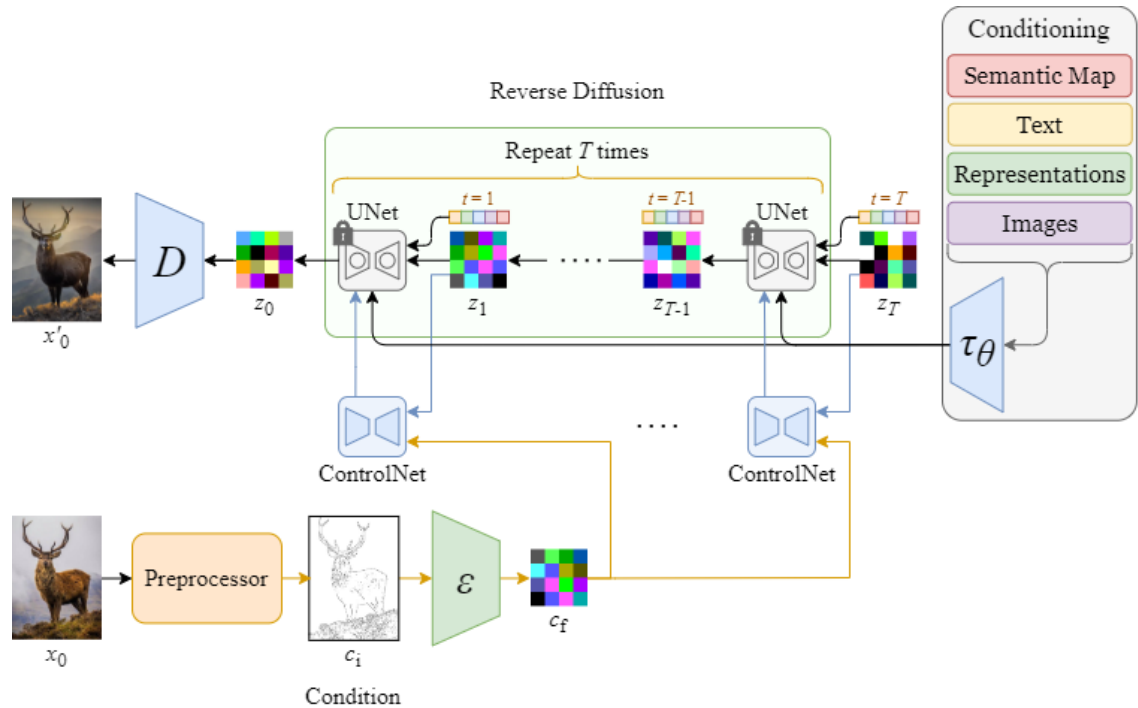 Conditioning
Semantic Map
Text
Representations
Images
τθ
Reverse Diffusion
Repeat T times
UNet
t = 1
t = T-1
UNet
t = T
D
x'0
z0
z1
. . . .
zT-1
zT
ControlNet
. . . .
ControlNet
x0
Preprocessor
ci
Condition
ε
cf